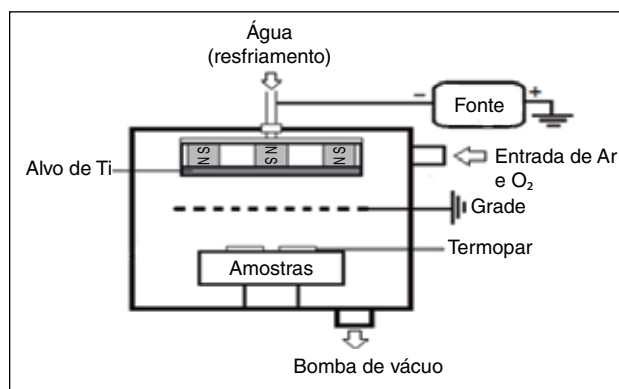 Água
(resfriamento)
− Fonte +
S N S
N S N
Alvo de Ti
Entrada de Ar
e O₂
Grade
Termopar
Amostras
Bomba de vácuo